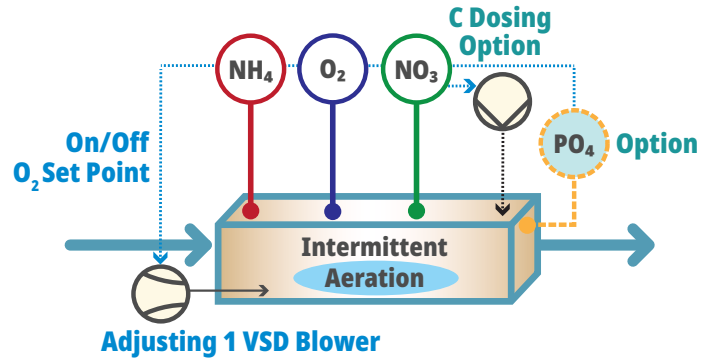 C Dosing
Option
NH₄
O₂
NO₃
On/Off
O₂ Set Point
PO₄
Option
Intermittent
Aeration
Adjusting 1 VSD Blower